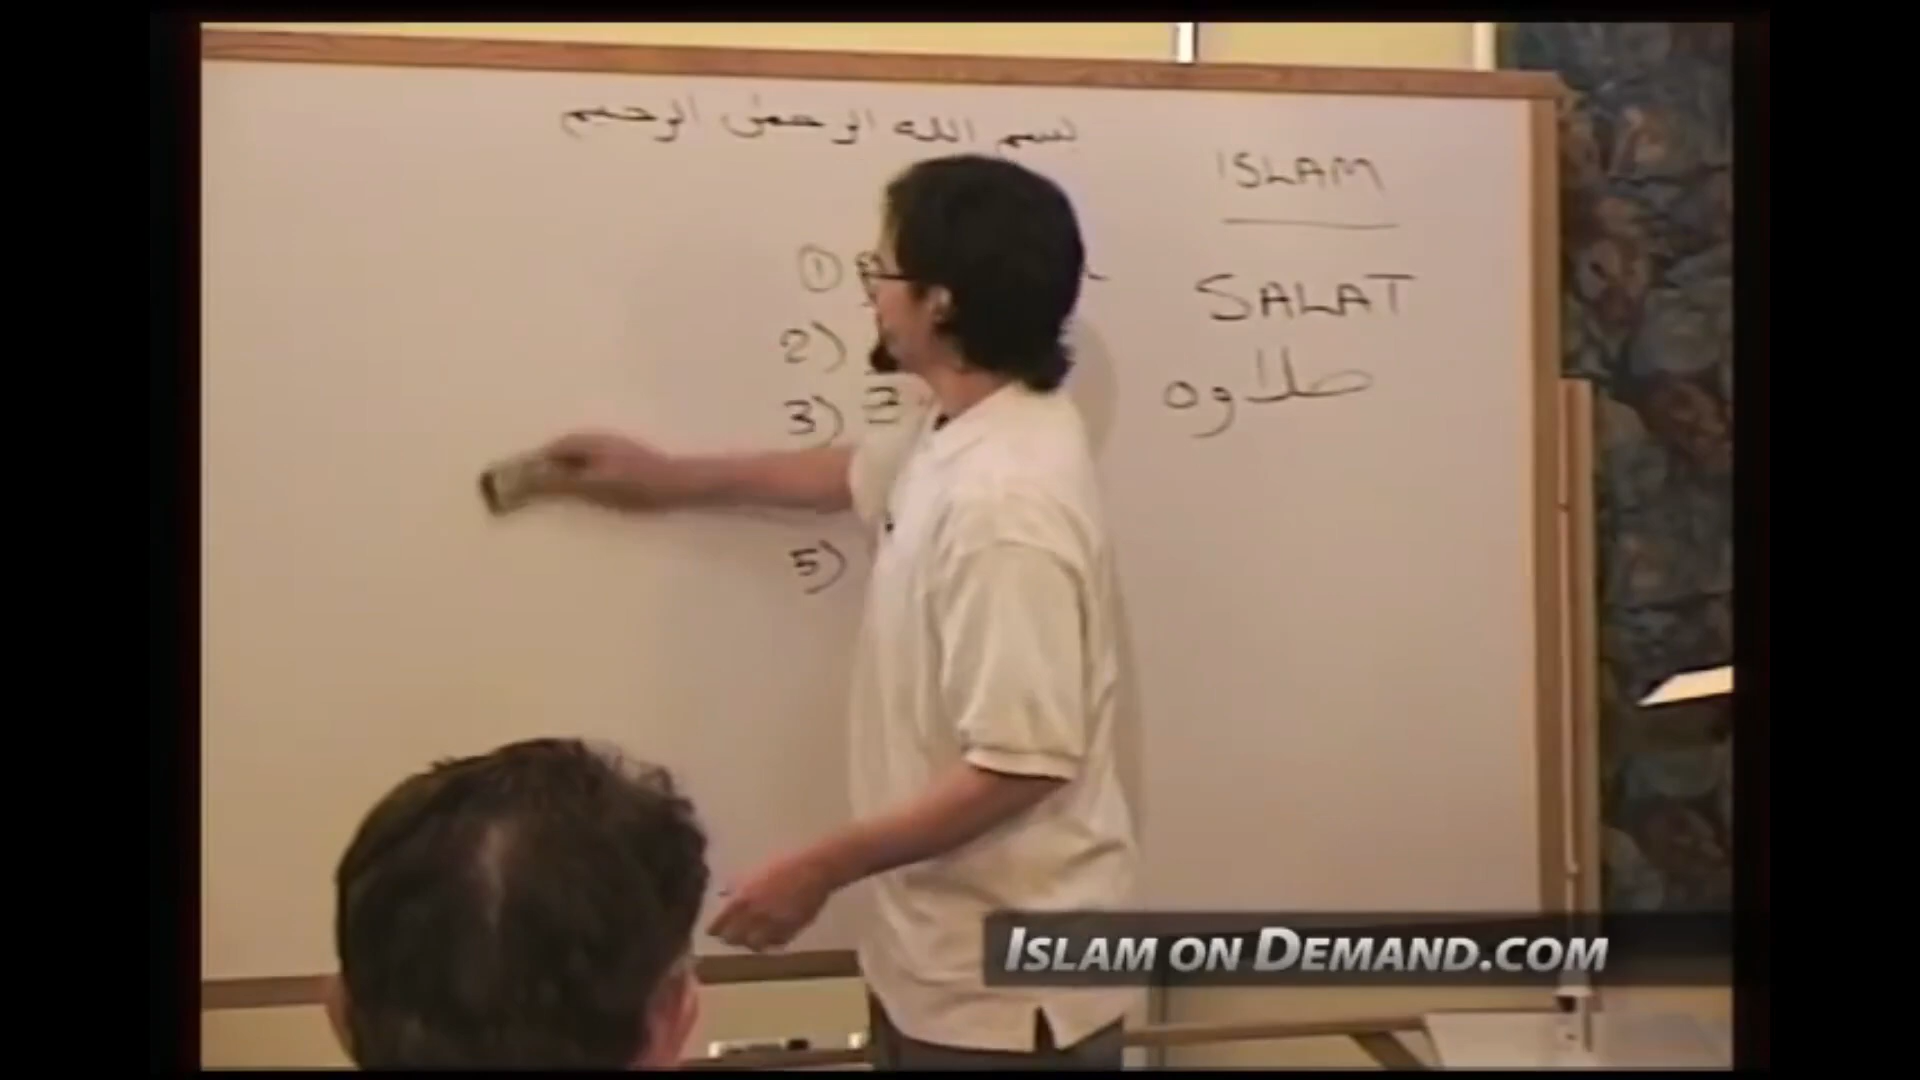 بسم الله الرحمن الرحيم
ISLAM
SALAT
صلاوه
1
2)
3)
5)
ISLAM ON DEMAND.COM